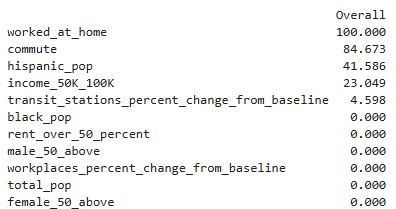 Overall
worked_at_home 100.000
commute 84.673
hispanic_pop 41.586
income_50K_100K 23.049
transit_stations_percent_change_from_baseline 4.598
black_pop 0.000
rent_over_50_percent 0.000
male_50_above 0.000
workplaces_percent_change_from_baseline 0.000
total_pop 0.000
female_50_above 0.000